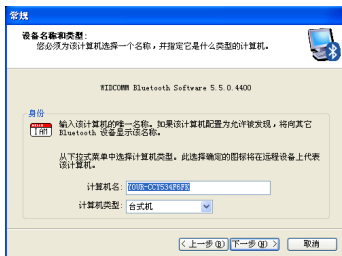 常规
设备名称和类型:
您必须为该计算机选择一个名称，并指定它是什么类型的计算机。
WIDCOMM Bluetooth Software 5.5.0.4400
身份
HELLO
I AM
输入该计算机的唯一名称。如果该计算机配置为允许被发现，将向其它
Bluetooth 设备显示该名称。
从下拉式菜单中选择计算机类型。此选择确定的图标将在远程设备上代表
该计算机。
计算机名: YOUR-CCY534F6FK
计算机类型: 台式机
< 上一步(B) 下一步(N) > 取消